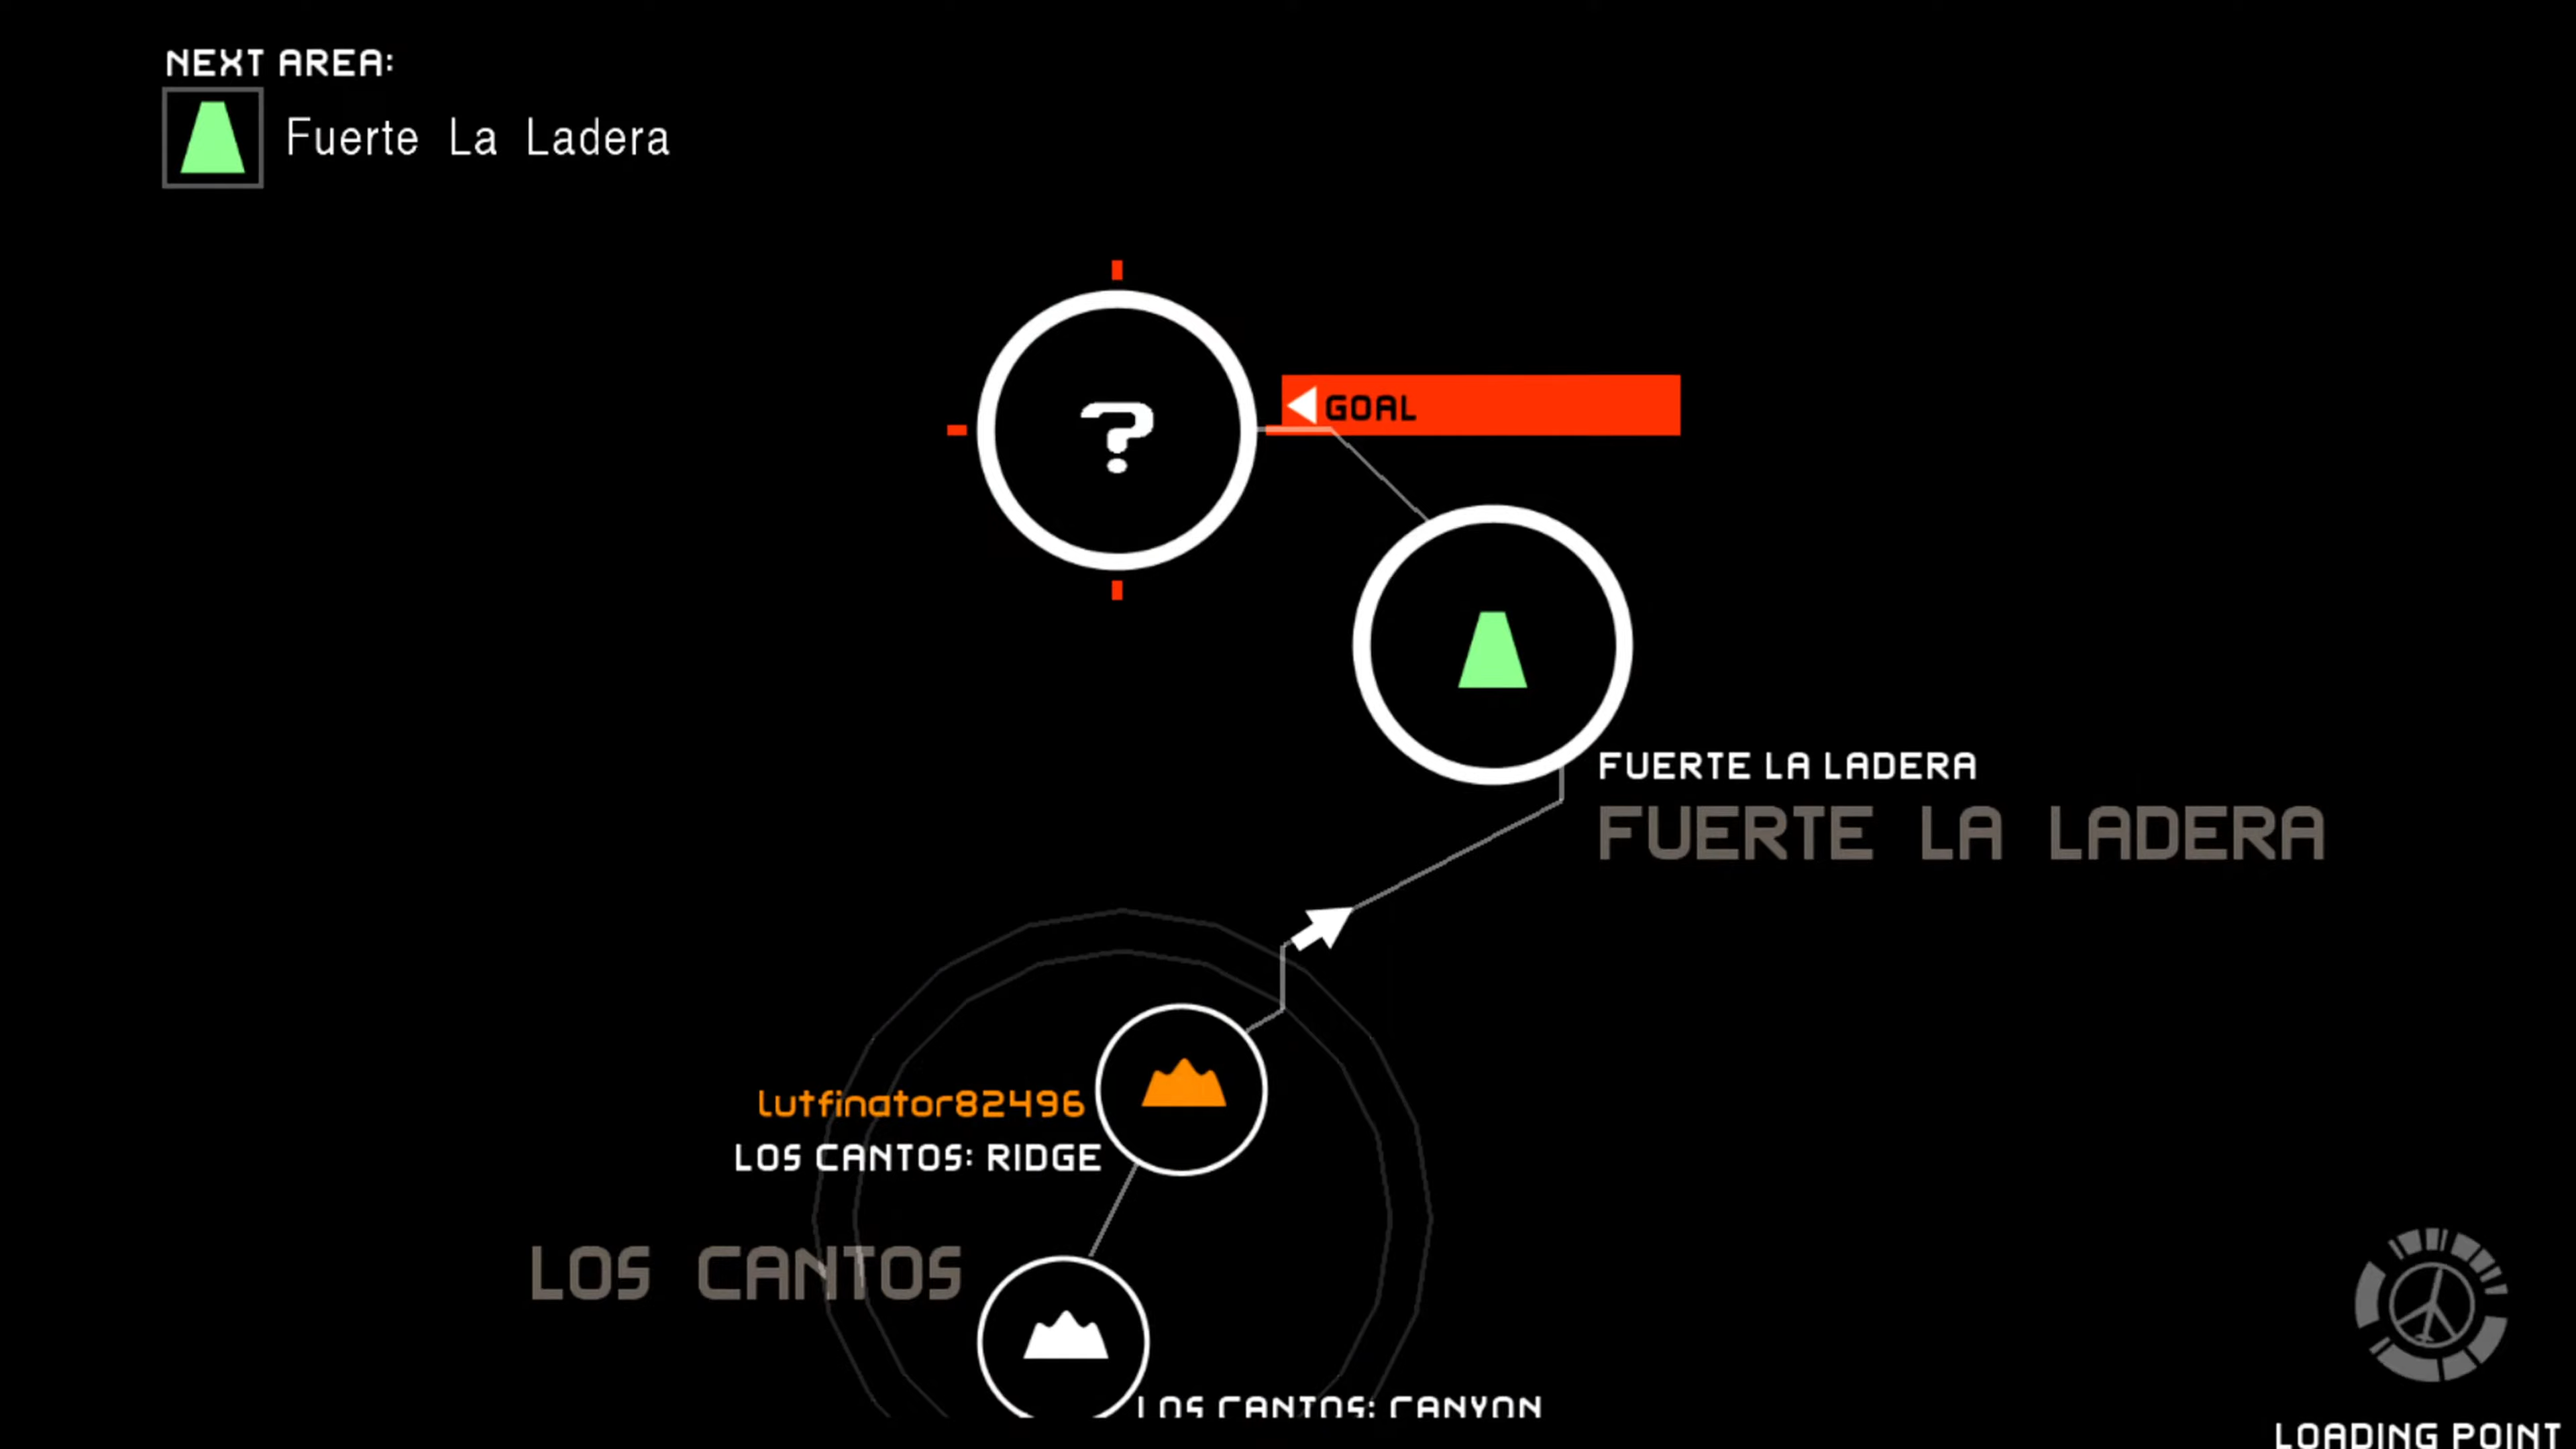 NEXT AREA:
Fuerte La Ladera
?
GOAL
FUERTE LA LADERA
FUERTE LA LADERA
lutfinator82496
LOS CANTOS: RIDGE
LOS CANTOS
LOS CANTOS: CANYON
LOADING POINT